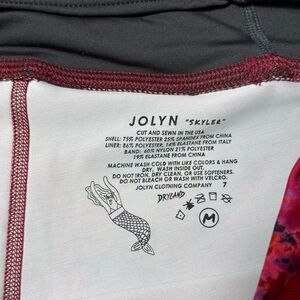 JOLYN "SKYLER"
CUT AND SEWN IN THE USA
SHELL: 75% POLYESTER 25% SPANDEX FROM CHINA
LINER: 86% POLYESTER, 14% ELASTANE FROM ITALY
BAND: 60% NYLON 21% POLYESTER
19% ELASTANE FROM CHINA
MACHINE WASH COLD WITH LIKE COLORS & HANG
DRY. WASH INSIDE OUT.
DO NOT IRON, DRY CLEAN, OR USE SOFTENERS.
DO NOT BLEACH OR WASH WITH VELCRO.
JOLYN CLOTHING COMPANY 7
DRYLAND
M